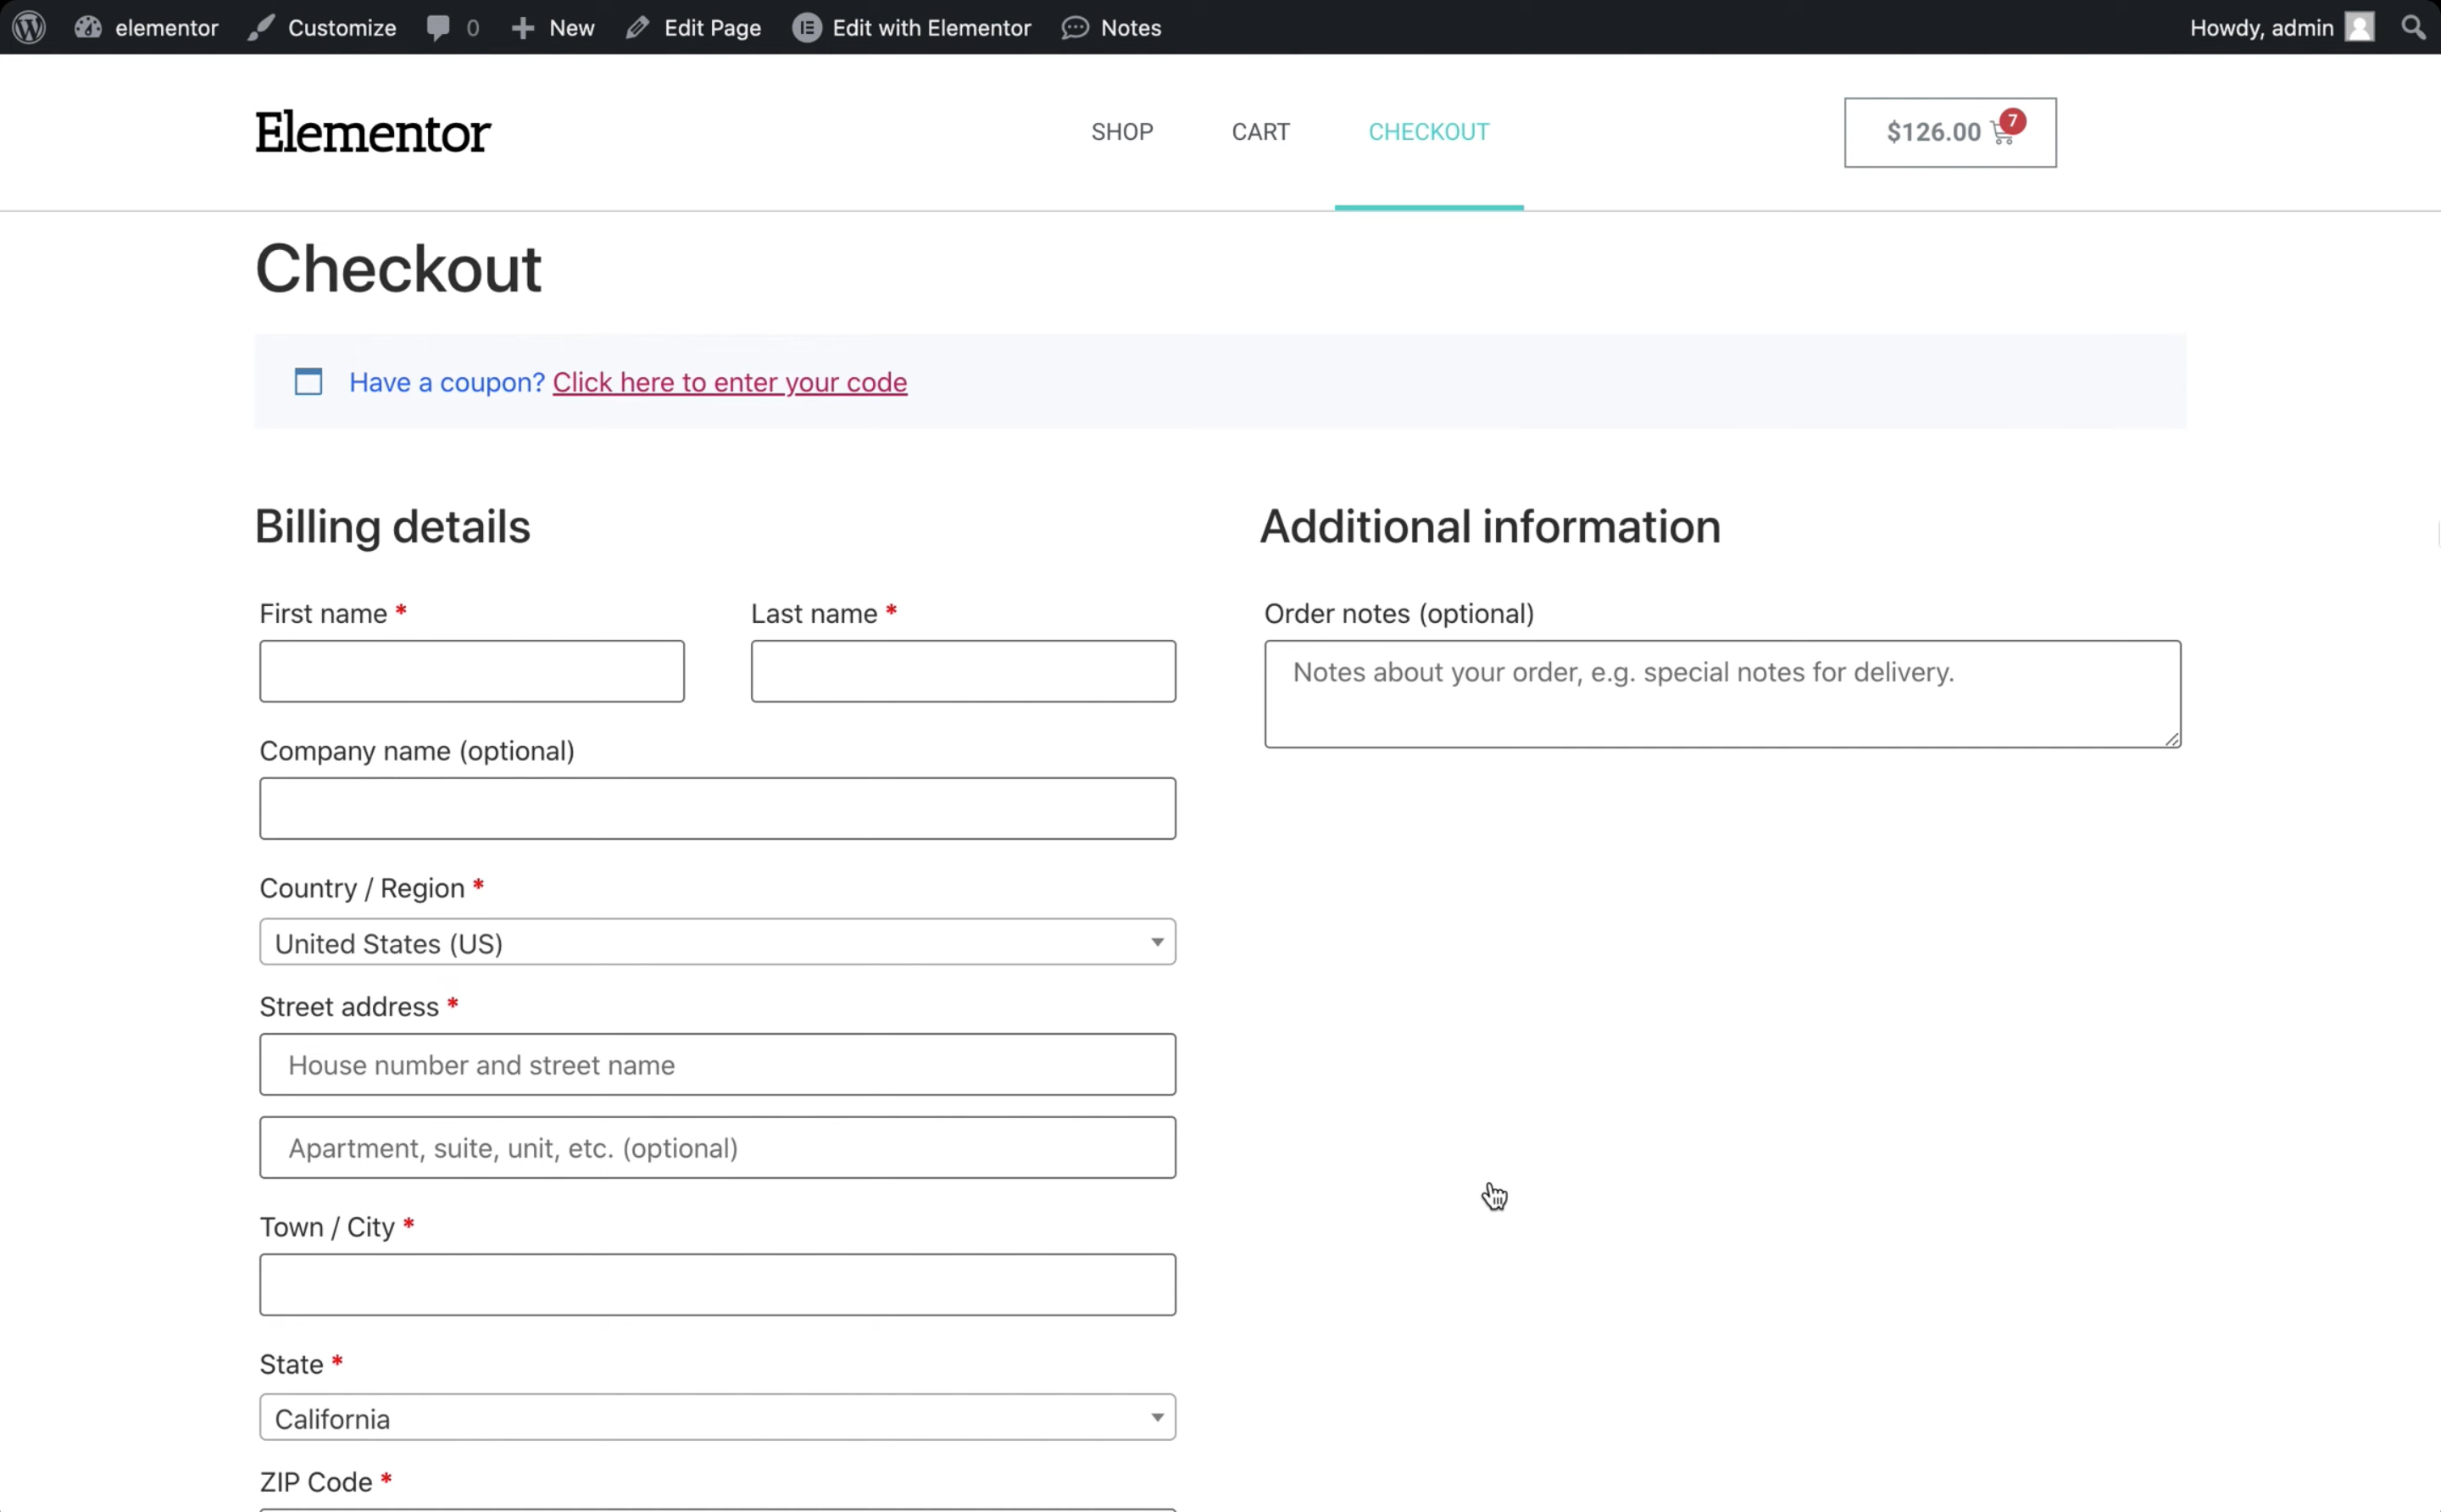 elementor Customize 0 New Edit Page Edit with Elementor Notes Howdy, admin
Elementor SHOP CART CHECKOUT $126.00 7
Checkout
Have a coupon? Click here to enter your code
Billing details
First name * Last name *
Company name (optional)
Country / Region *
United States (US)
Street address *
House number and street name
Apartment, suite, unit, etc. (optional)
Town / City *
State *
California
ZIP Code *
Additional information
Order notes (optional)
Notes about your order, e.g. special notes for delivery.